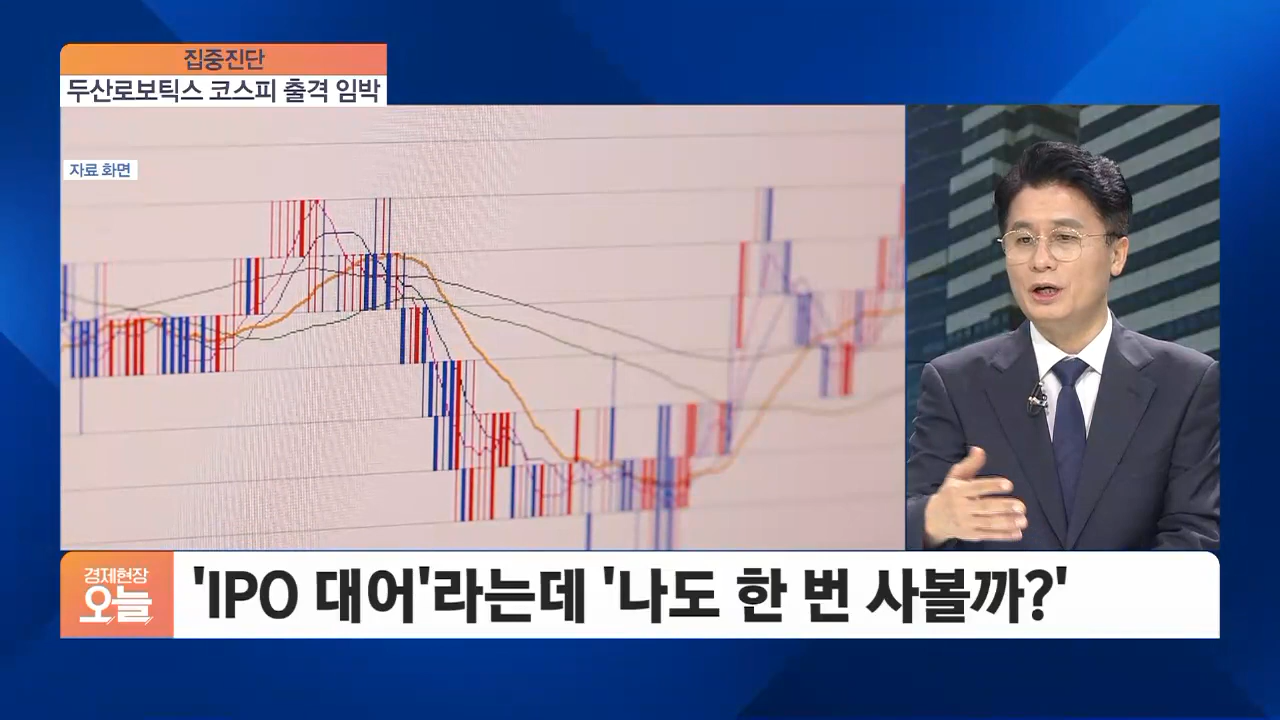 집중진단
두산로보틱스 코스피 출격 임박
자료 화면
경제현장
오늘
'IPO 대어'라는데 '나도 한 번 사볼까?'